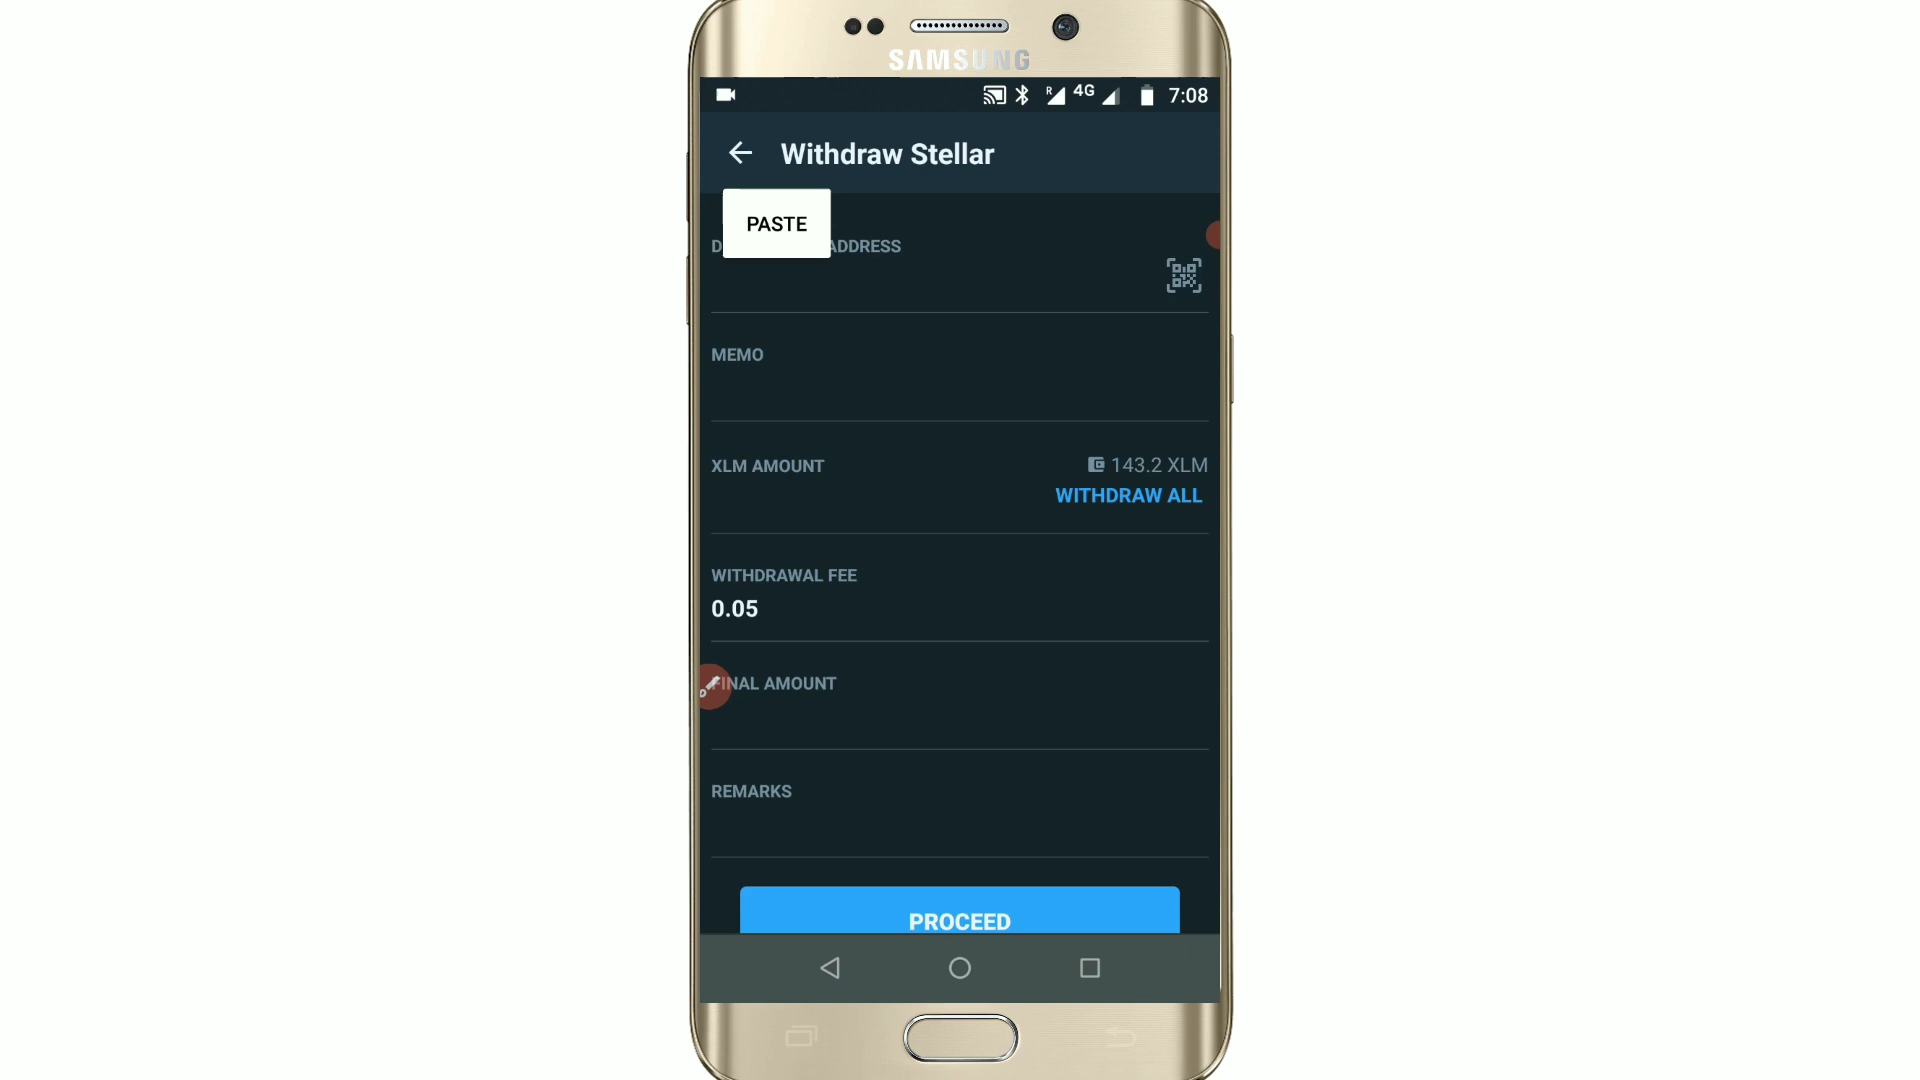 SAMSUNG
R 4G 7:08
Withdraw Stellar
PASTE
D ADDRESS
MEMO
XLM AMOUNT 143.2 XLM
WITHDRAW ALL
WITHDRAWAL FEE
0.05
FINAL AMOUNT
REMARKS
PROCEED